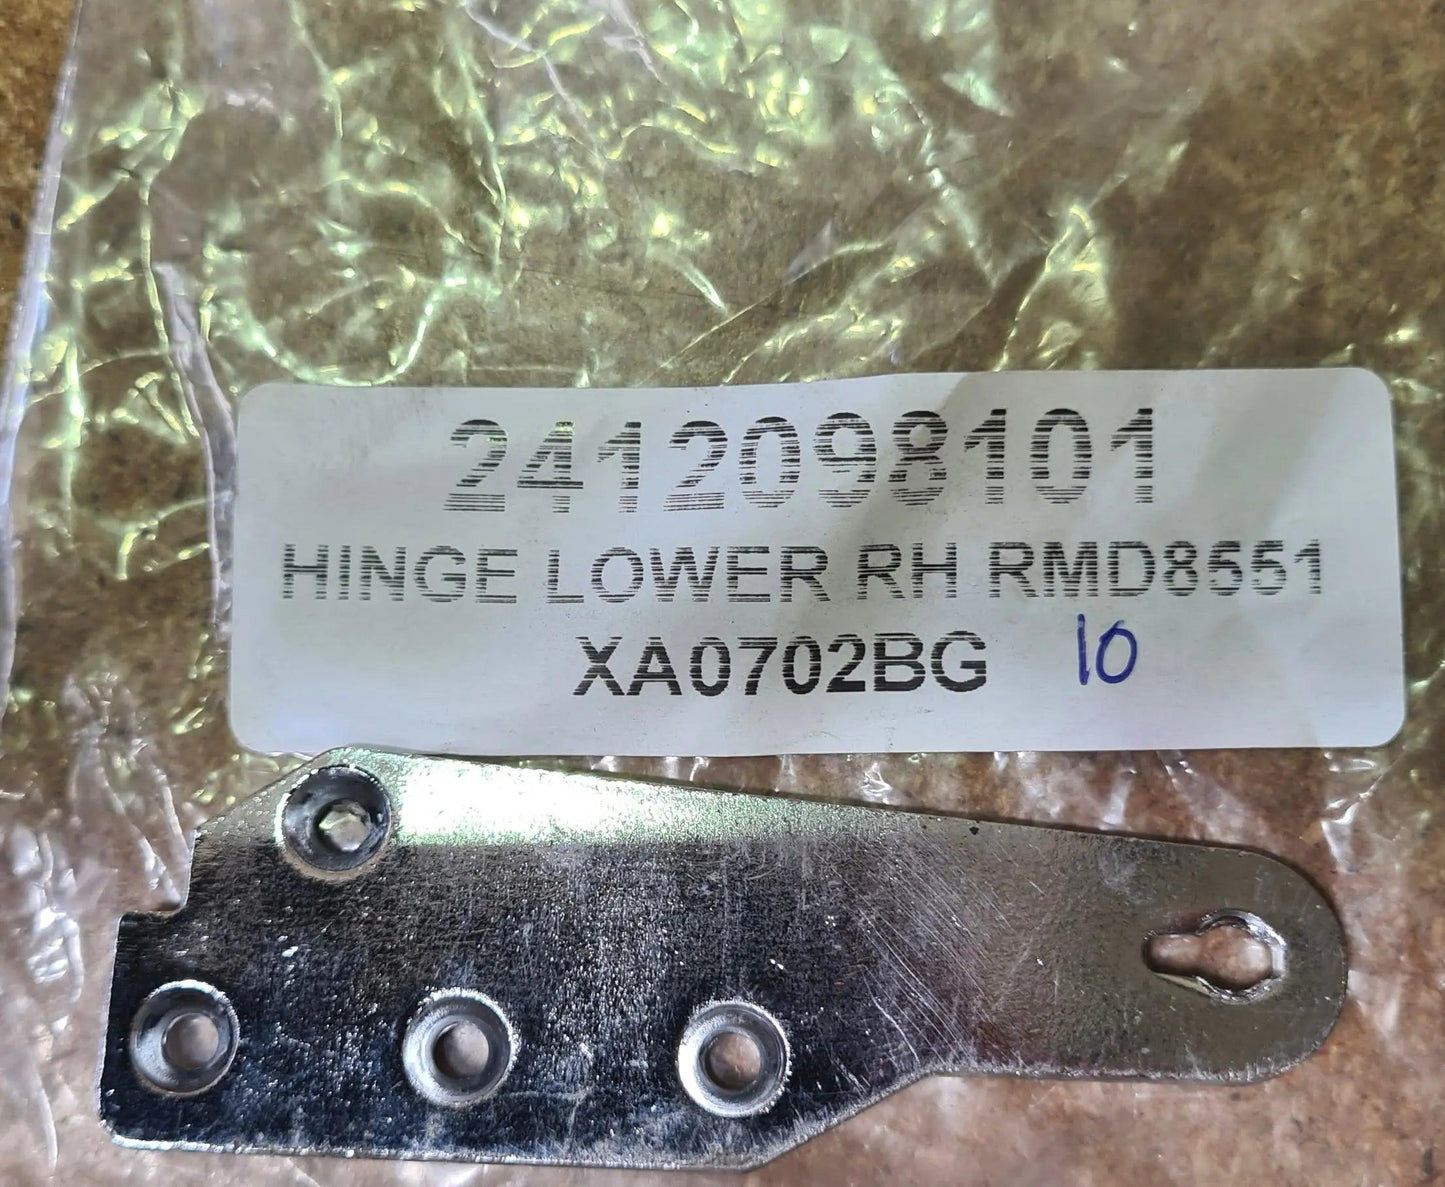 2412098101
HINGE LOWER RH RMD8551
XA0702BG 10